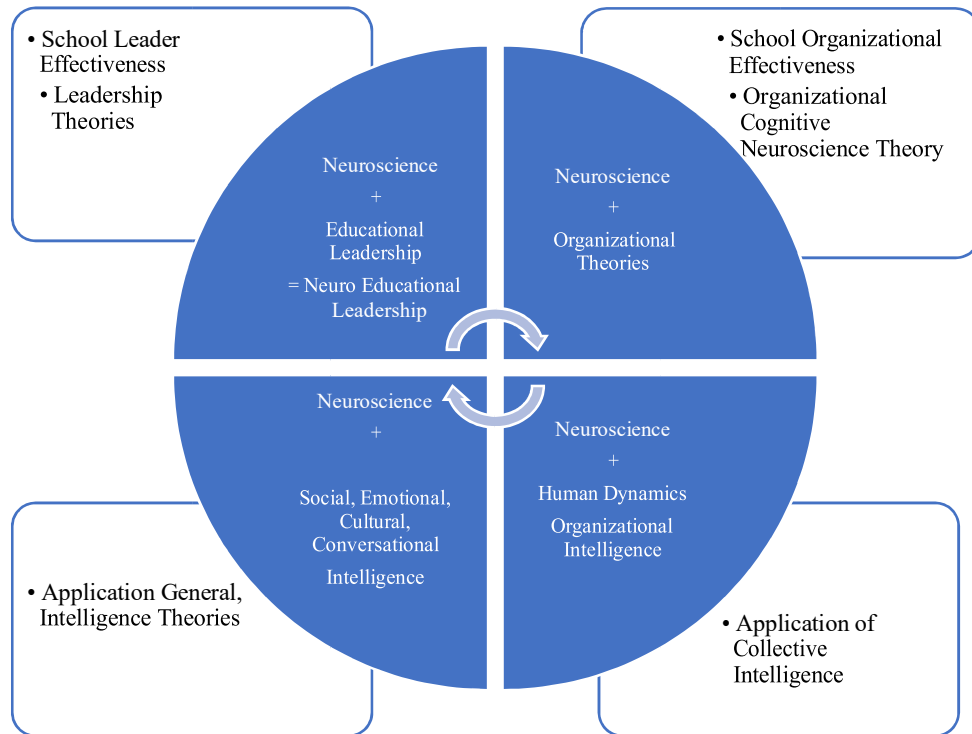 • School Leader
Effectiveness
• Leadership
Theories
• School Organizational
Effectiveness
• Organizational
Cognitive
Neuroscience Theory
Neuroscience
+
Educational
Leadership
= Neuro Educational
Leadership
Neuroscience
+
Organizational
Theories
Neuroscience
+
Social, Emotional,
Cultural,
Conversational
Intelligence
Neuroscience
+
Human Dynamics
Organizational
Intelligence
• Application General,
Intelligence Theories
• Application of
Collective
Intelligence